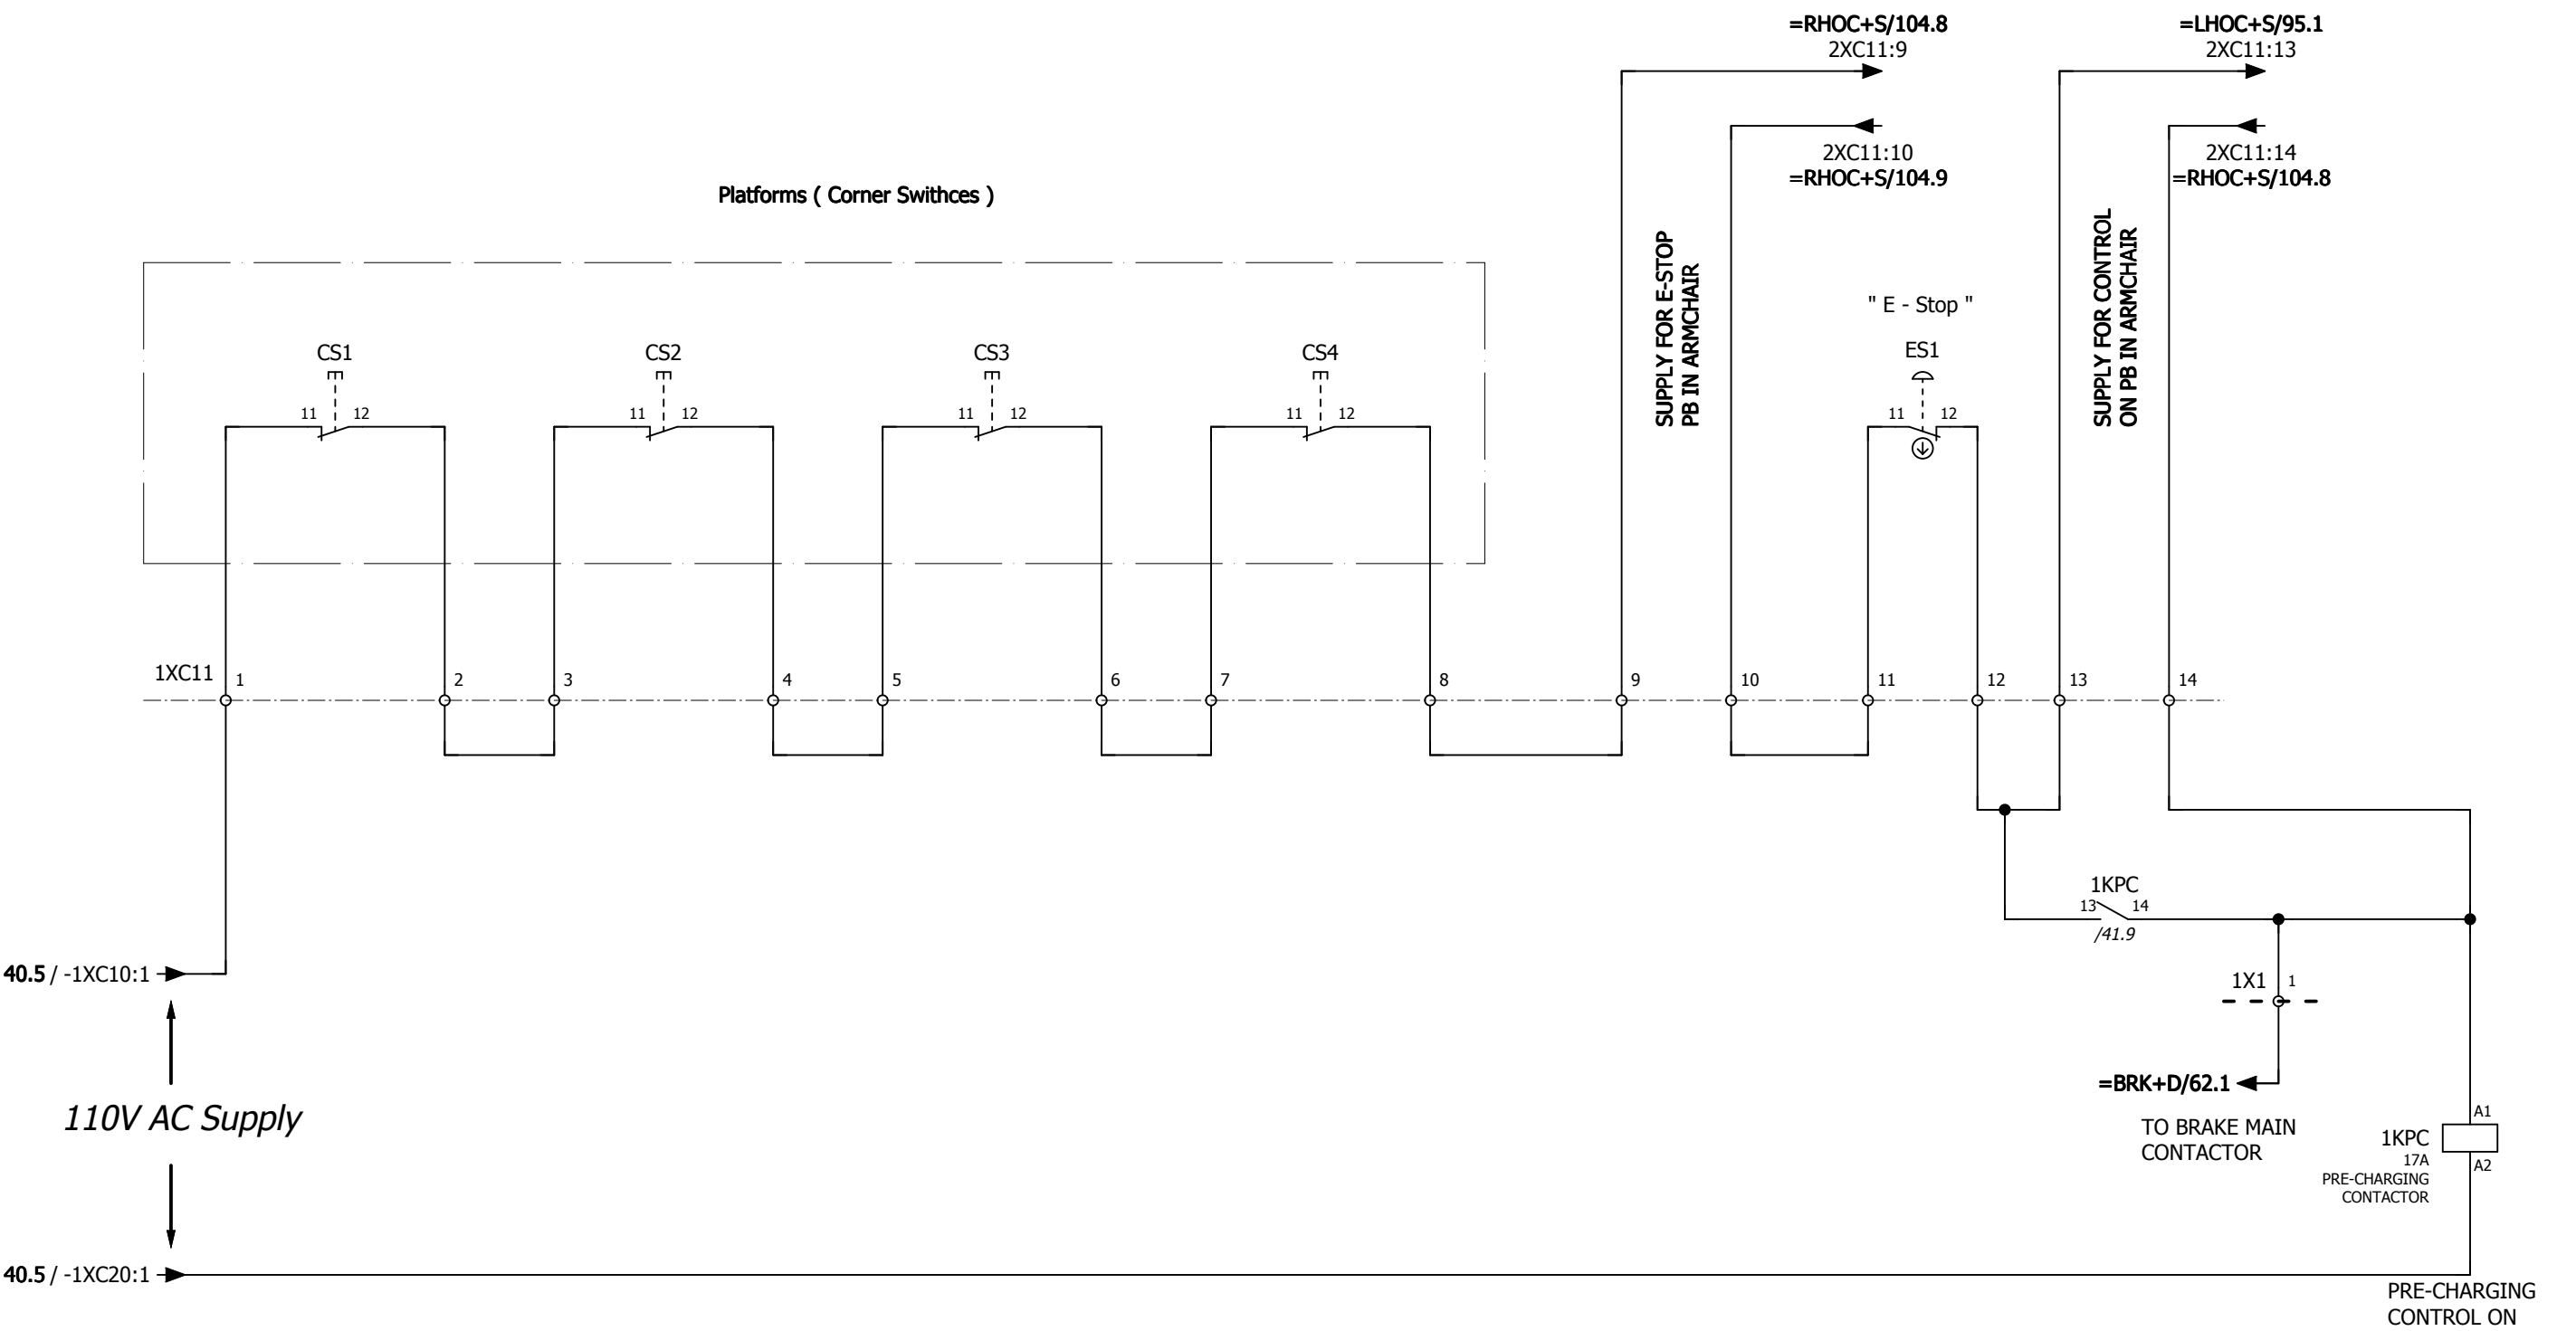 =RHOC+S/104.8
2XC11:9
=LHOC+S/95.1
2XC11:13
2XC11:10
=RHOC+S/104.9
2XC11:14
=RHOC+S/104.8
Platforms ( Corner Swithces )
SUPPLY FOR E-STOP
PB IN ARMCHAIR
SUPPLY FOR CONTROL
ON PB IN ARMCHAIR
" E - Stop "
CS1
CS2
CS3
CS4
ES1
11 12
11 12
11 12
11 12
11 12
1XC11
1 2 3 4 5 6 7 8 9 10 11 12 13 14
1KPC
13 14
/41.9
40.5 / -1XC10:1
1X1 1
=BRK+D/62.1
110V AC Supply
TO BRAKE MAIN
CONTACTOR
A1
1KPC
17A
A2
PRE-CHARGING
CONTACTOR
40.5 / -1XC20:1
PRE-CHARGING
CONTROL ON